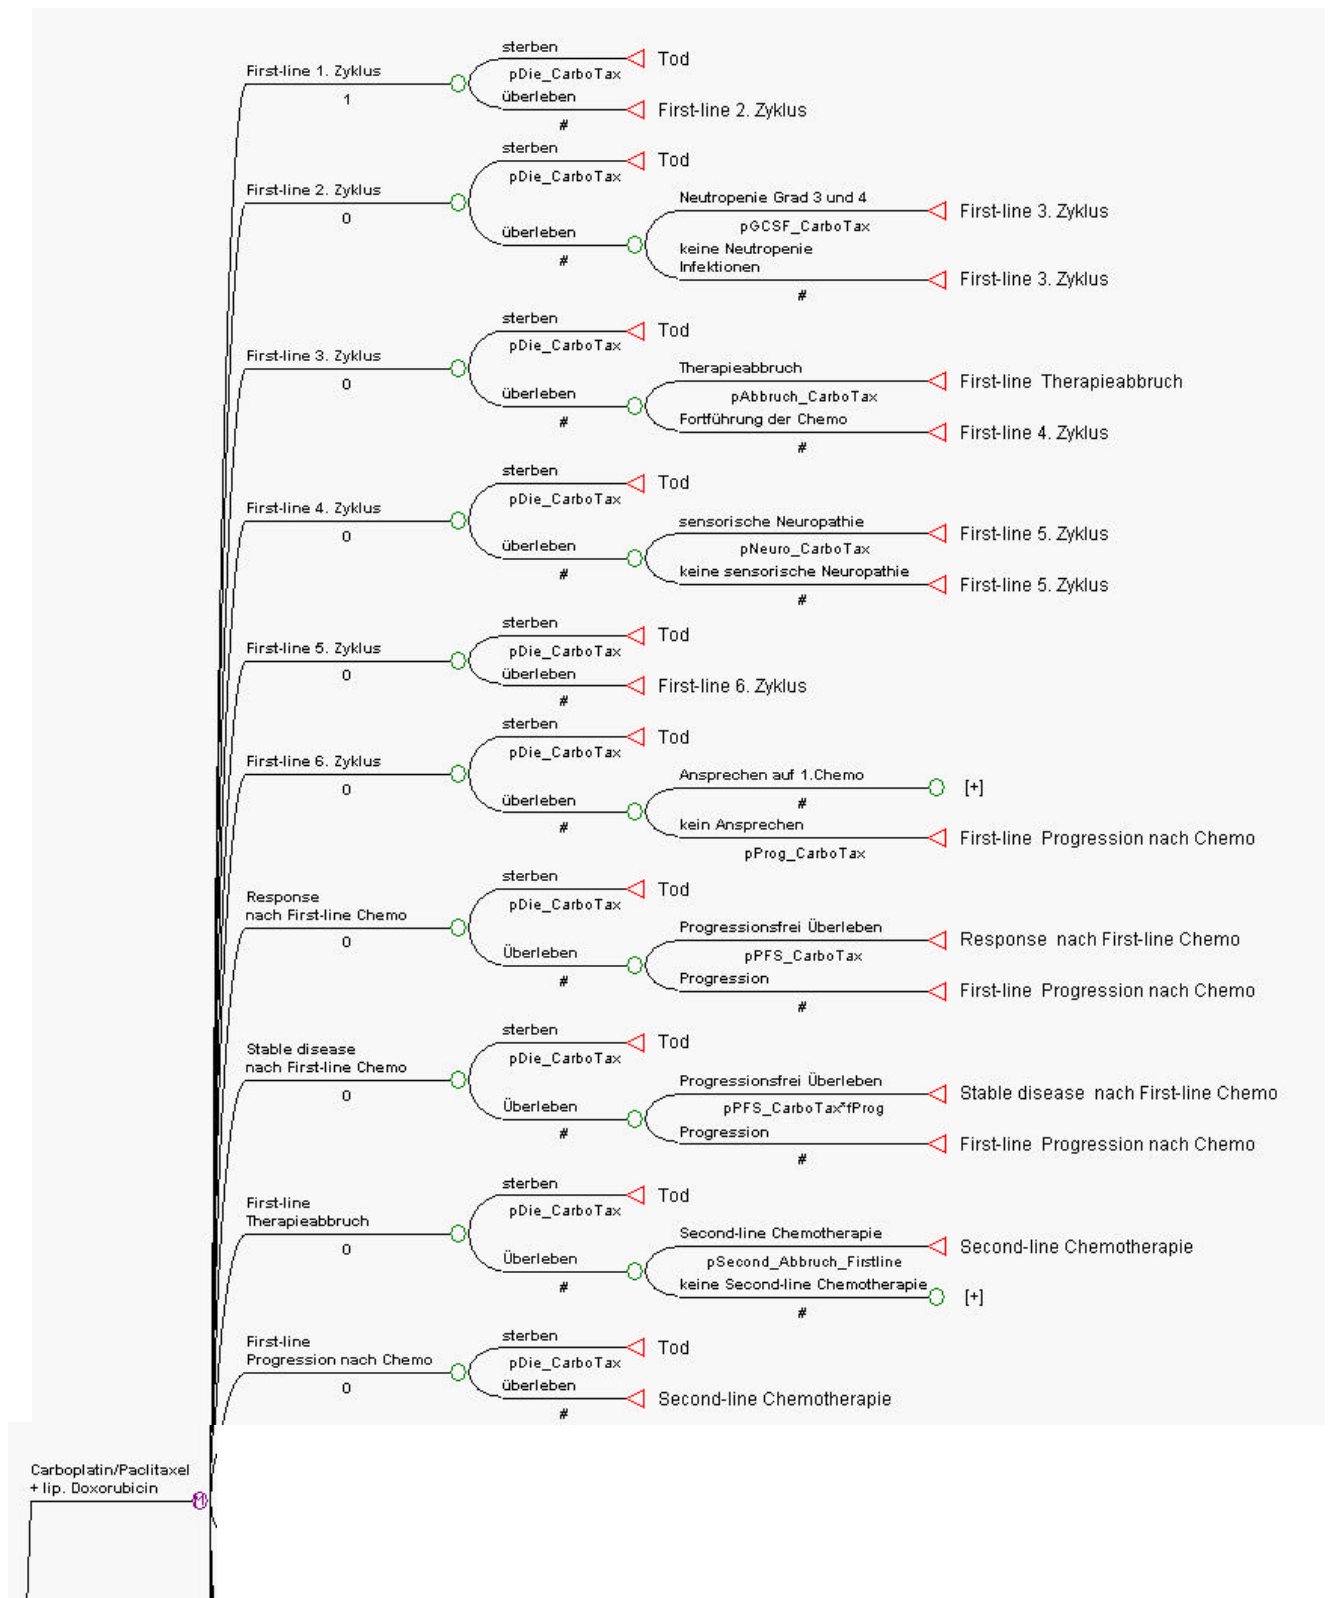 sterben
Tod
First-line 1. Zyklus
pDie_CarboTax
1
überleben
First-line 2. Zyklus
#
sterben
Tod
pDie_CarboTax
First-line 2. Zyklus
0
Neutropenie Grad 3 und 4
First-line 3. Zyklus
pGCSF_CarboTax
überleben
#
keine Neutropenie
Infektionen
First-line 3. Zyklus
#
sterben
Tod
pDie_CarboTax
First-line 3. Zyklus
0
Therapieabbruch
First-line Therapieabbruch
pAbbruch_CarboTax
überleben
#
Fortführung der Chemo
First-line 4. Zyklus
#
sterben
Tod
pDie_CarboTax
First-line 4. Zyklus
0
sensorische Neuropathie
First-line 5. Zyklus
pNeuro_CarboTax
überleben
#
keine sensorische Neuropathie
First-line 5. Zyklus
#
sterben
Tod
First-line 5. Zyklus
pDie_CarboTax
0
überleben
First-line 6. Zyklus
#
sterben
Tod
pDie_CarboTax
First-line 6. Zyklus
0
Ansprechen auf 1.Chemo
[+]
#
überleben
#
kein Ansprechen
First-line Progression nach Chemo
pProg_CarboTax
sterben
Tod
pDie_CarboTax
Response
nach First-line Chemo
0
Progressionsfrei Überleben
Response nach First-line Chemo
pPFS_CarboTax
Überleben
#
Progression
First-line Progression nach Chemo
#
sterben
Tod
pDie_CarboTax
Stable disease
nach First-line Chemo
0
Progressionsfrei Überleben
Stable disease nach First-line Chemo
pPFS_CarboTax*fProg
Überleben
#
Progression
First-line Progression nach Chemo
#
sterben
Tod
pDie_CarboTax
First-line
Therapieabbruch
0
Second-line Chemotherapie
Second-line Chemotherapie
pSecond_Abbruch_Firstline
Überleben
#
keine Second-line Chemotherapie
[+]
#
sterben
Tod
First-line
Progression nach Chemo
pDie_CarboTax
0
überleben
Second-line Chemotherapie
#
Carboplatin/Paclitaxel
+ lip. Doxorubicin
M